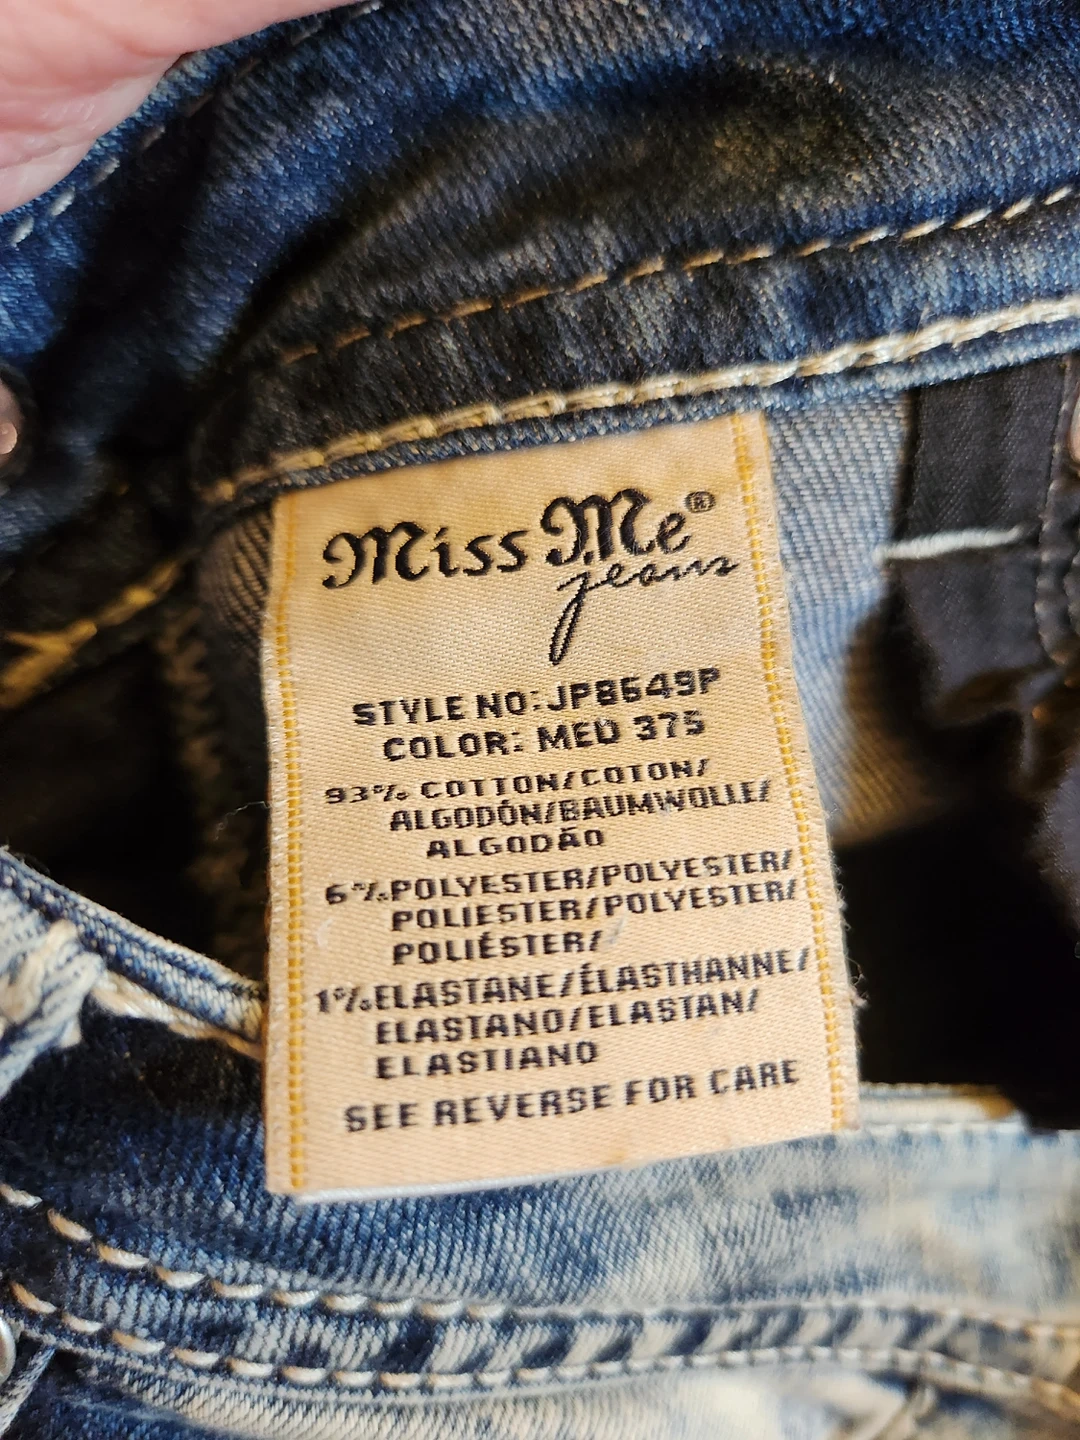 Miss Me®
jeans
STYLE NO: JP8649P
COLOR: MED 375
93% COTTON/COTON/
ALGODÓN/BAUMWOLLE/
ALGODÃO
6% POLYESTER/POLYESTER/
POLIESTER/POLYESTER/
POLIÉSTER/
1% ELASTANE/ÉLASTHANNE/
ELASTANO/ELASTAN/
ELASTIANO
SEE REVERSE FOR CARE